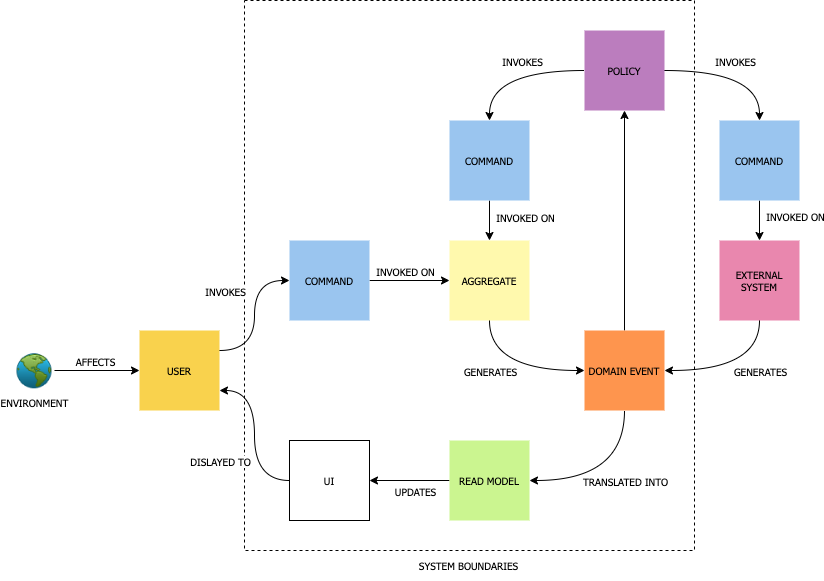 INVOKES
POLICY
INVOKES
COMMAND
COMMAND
INVOKED ON
INVOKED ON
COMMAND
INVOKED ON
AGGREGATE
EXTERNAL
SYSTEM
INVOKES
AFFECTS
USER
GENERATES
DOMAIN EVENT
GENERATES
ENVIRONMENT
DISLAYED TO
UI
UPDATES
READ MODEL
TRANSLATED INTO
SYSTEM BOUNDARIES